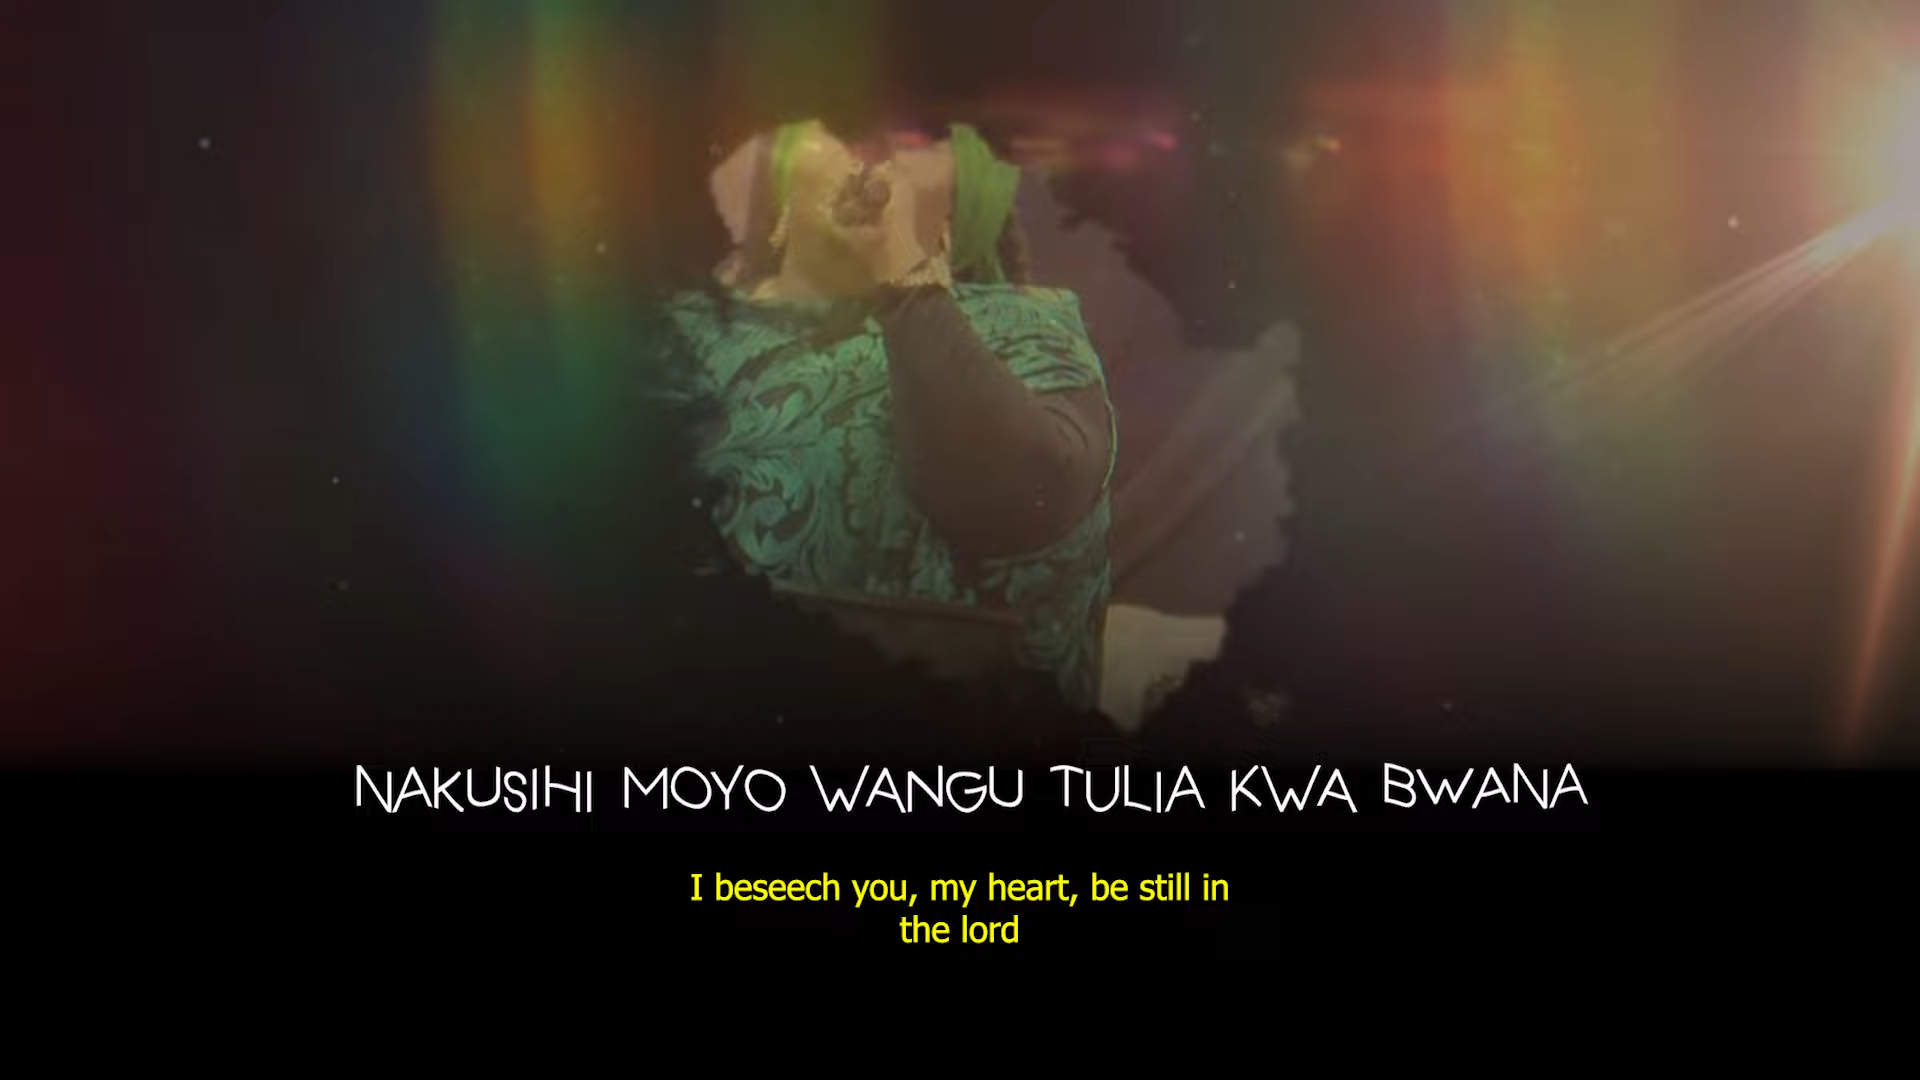 NAKUSIHI MOYO WANGU TULIA KWA BWANA
I beseech you, my heart, be still in
the lord